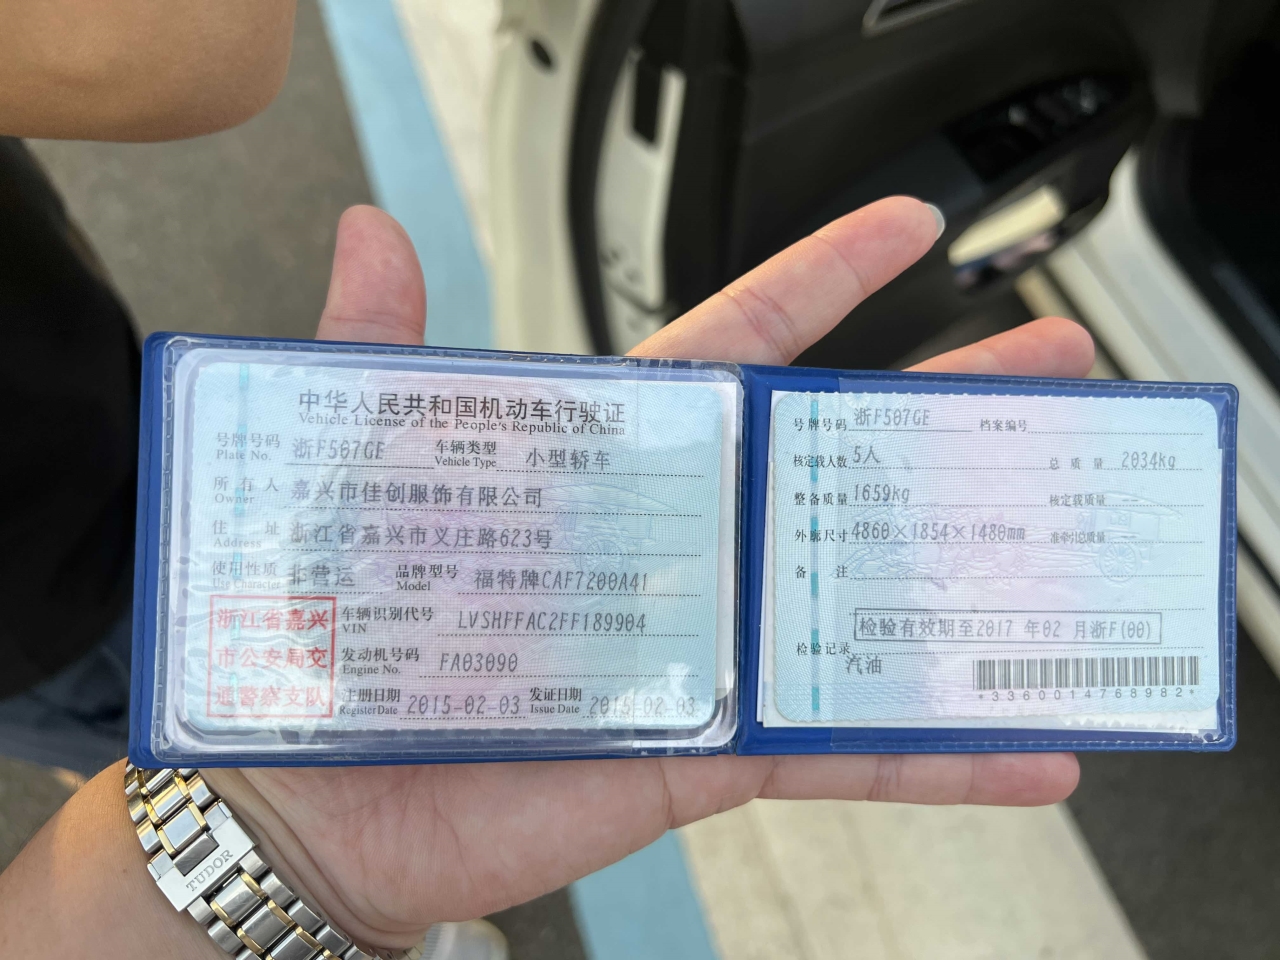 中华人民共和国机动车行驶证
Vehicle License of the People's Republic of China
号牌号码 浙F507GE 车辆类型 小型轿车
Plate No. Vehicle Type
所有人 嘉兴市佳创服饰有限公司
Owner
住址 浙江省嘉兴市义庄路623号
Address
使用性质 非营运 品牌型号 福特牌CAF7200A41
Use Character Model
浙江省嘉兴
市公安局交
通警察支队
车辆识别代号 LVSHFFAC2FF189904
VIN
发动机号码 FA03090
Engine No.
注册日期 2015-02-03 发证日期 2015-02-03
Register Date Issue Date
号牌号码 浙F507GE 档案编号
核定载人数 5人 总质量 2034kg
整备质量 1659kg 核定载质量 --
外廓尺寸 4860×1854×1480mm 准牵引总质量 --
备注
检验有效期至2017年02月浙F(00)
检验记录
汽油
*3360014768982*
TUDOR